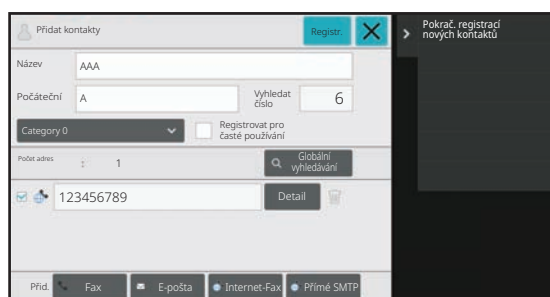 Přidat kontakty
Registr.
Pokrač. registrací
nových kontaktů
Název
AAA
Počáteční
A
Vyhledat
číslo
6
Category 0
Registrovat pro
časté používání
Počet adres
:
1
Globální
vyhledávání
123456789
Detail
Přid.
Fax
E-pošta
Internet-Fax
Přímé SMTP